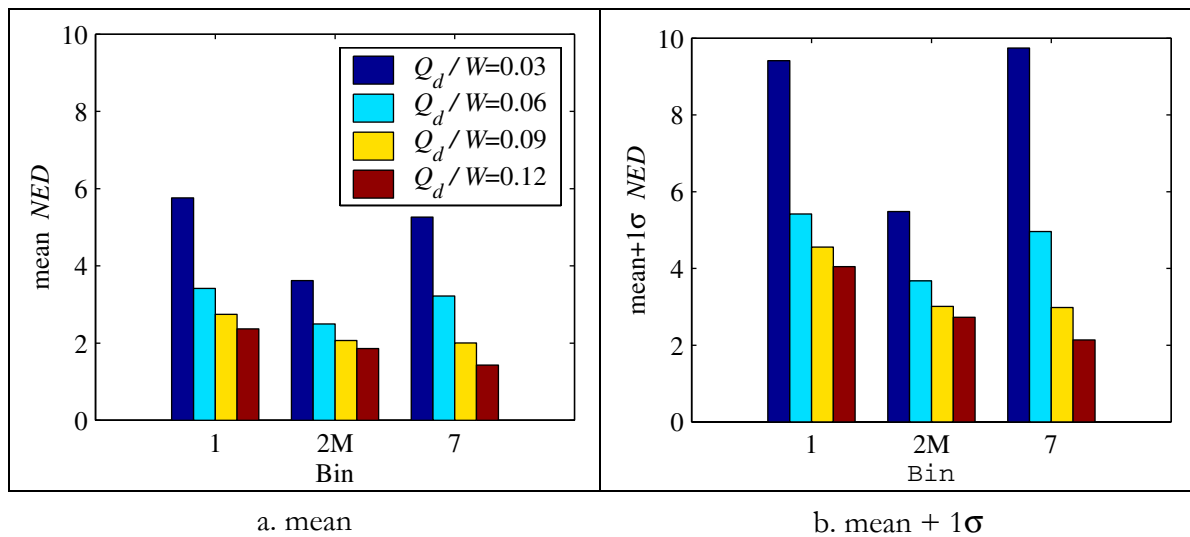 10
8
6
4
2
0
mean NED
Q_d / W=0.03
Q_d / W=0.06
Q_d / W=0.09
Q_d / W=0.12
1 2M 7
Bin
a. mean
10
8
6
4
2
0
mean+1σ NED
1 2M 7
Bin
b. mean + 1σ